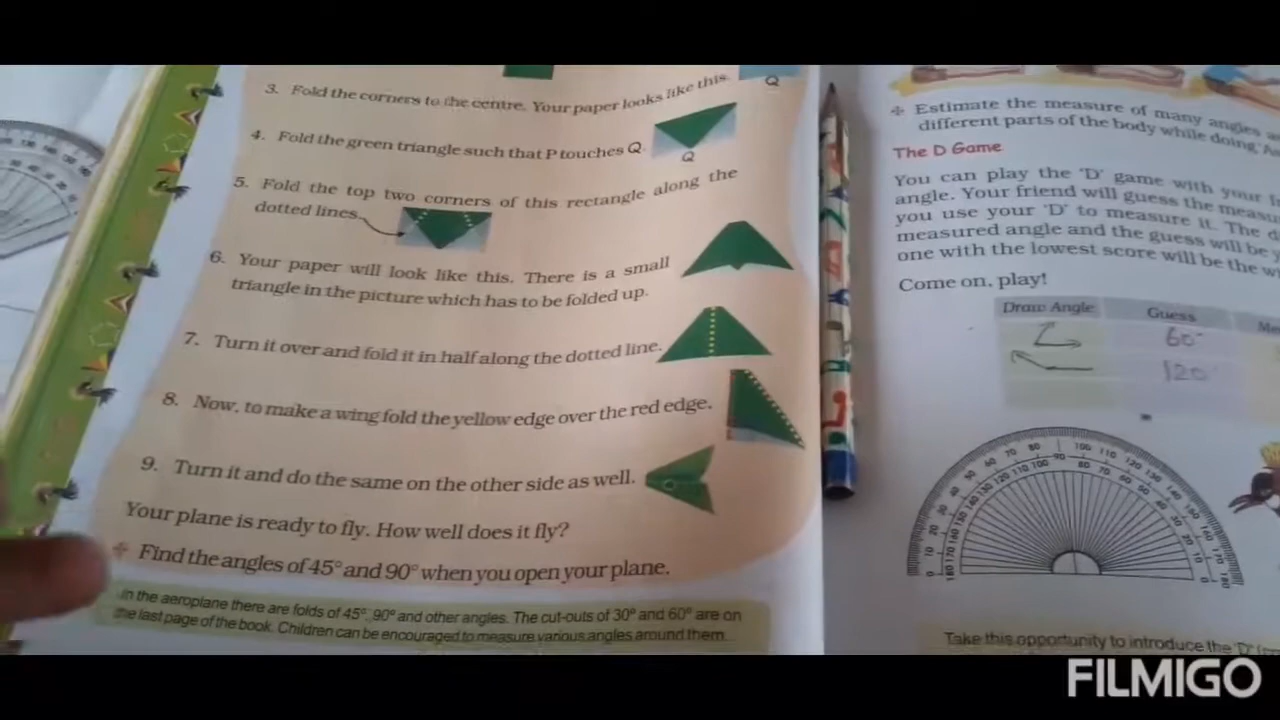 3. Fold the corners to the centre. Your paper looks like this.
Q
4. Fold the green triangle such that P touches Q.
Q
5. Fold the top two corners of this rectangle along the
dotted lines.
6. Your paper will look like this. There is a small
triangle in the picture which has to be folded up.
7. Turn it over and fold it in half along the dotted line.
8. Now, to make a wing fold the yellow edge over the red edge.
9. Turn it and do the same on the other side as well.
Your plane is ready to fly. How well does it fly?
Find the angles of 45° and 90° when you open your plane.
In the aeroplane there are folds of 45°, 90° and other angles. The cut-outs of 30° and 60° are on
the last page of the book. Children can be encouraged to measure various angles around them.
Estimate the measure of many angles
different parts of the body while doing
The D Game
You can play the 'D' game with your
angle. Your friend will guess the
you use your 'D' to measure it. The
measured angle and the guess will be
one with the lowest score will be the
Come on, play!
Draw Angle Guess
60°
120°
Take this opportunity to introduce the 'D'
FILMIGO